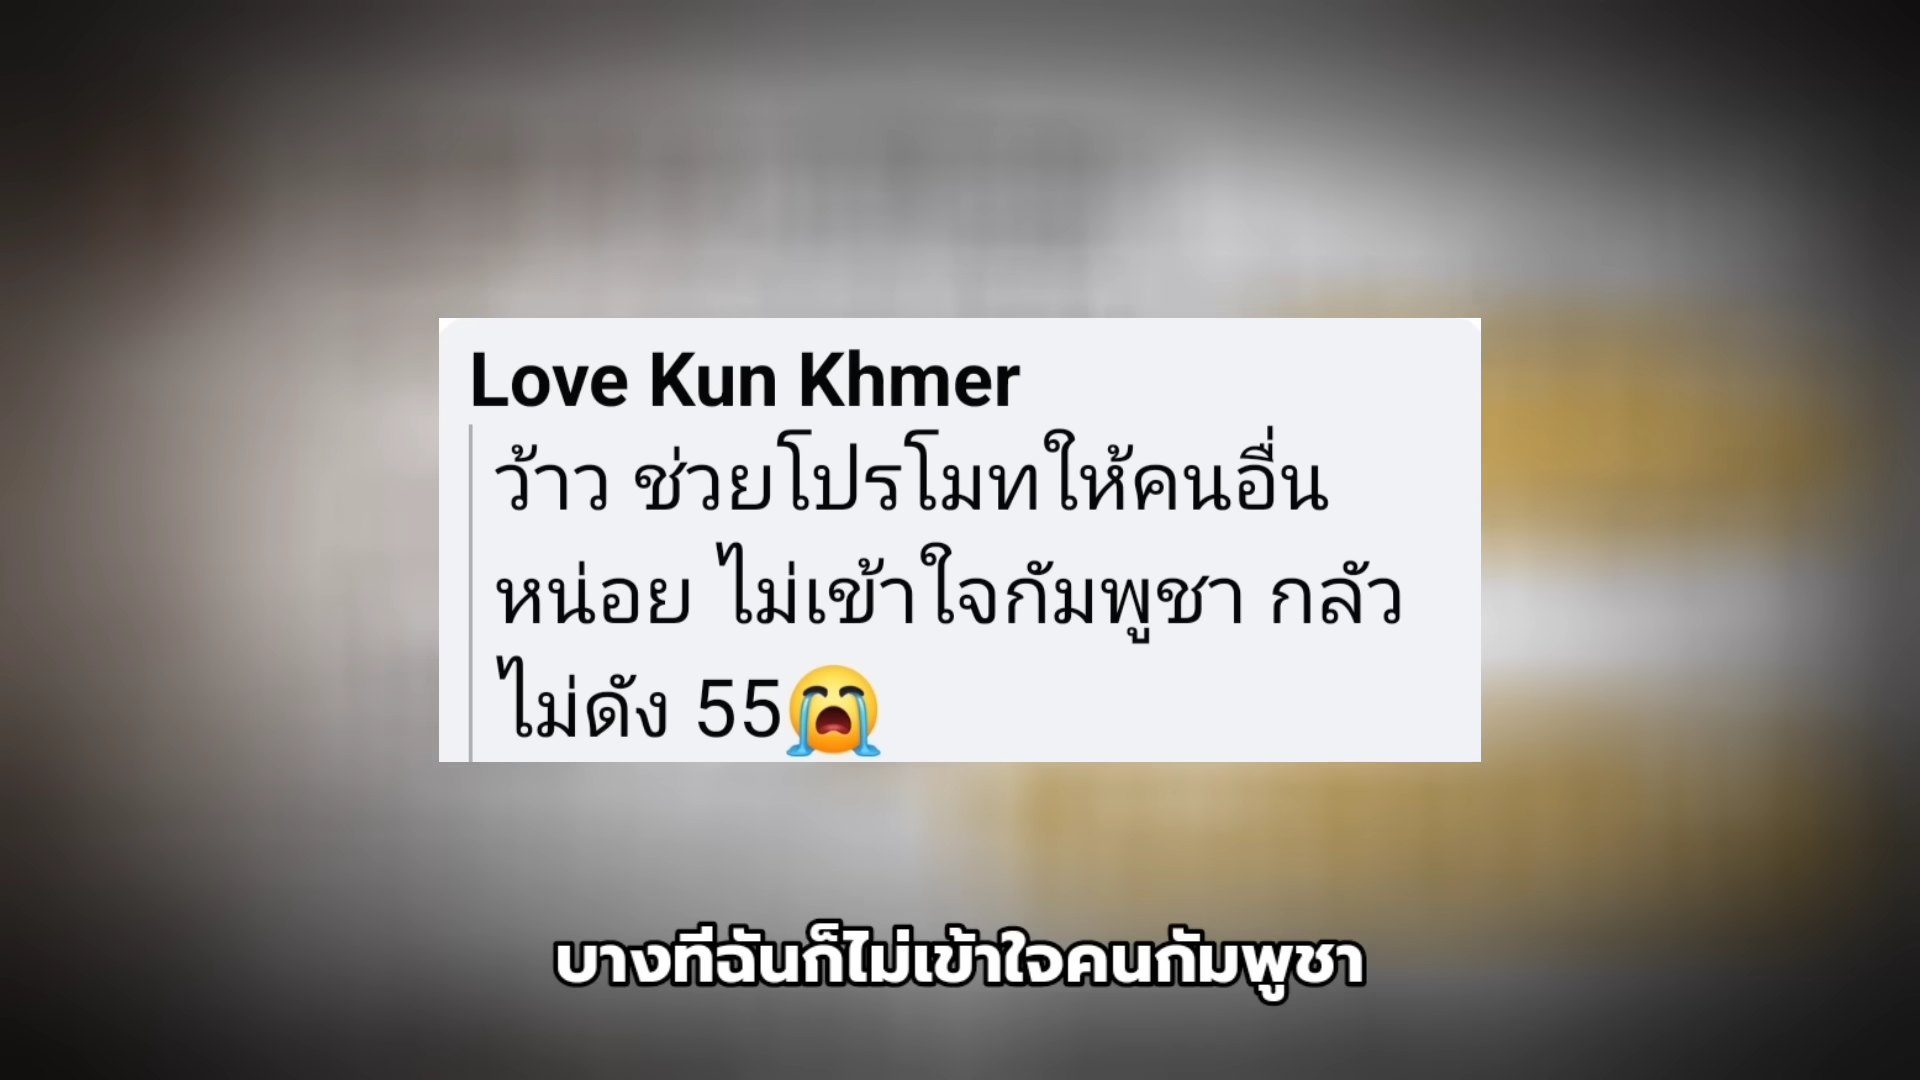 Love Kun Khmer
ว้าว ช่วยโปรโมทให้คนอื่น
หน่อย ไม่เข้าใจกัมพูชา กลัว
ไม่ดัง 55😭
บางทีฉันก็ไม่เข้าใจคนกัมพูชา